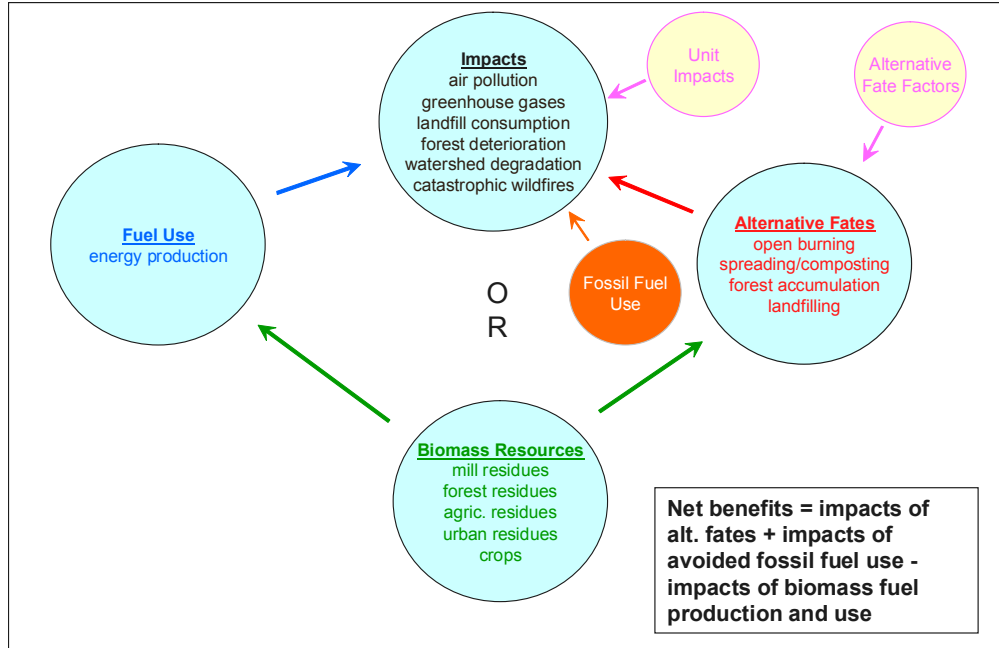 Impacts
air pollution
greenhouse gases
landfill consumption
forest deterioration
watershed degradation
catastrophic wildfires
Unit
Impacts
Alternative
Fate Factors
Fuel Use
energy production
Alternative Fates
open burning
spreading/composting
forest accumulation
landfilling
Fossil Fuel
Use
O
R
Biomass Resources
mill residues
forest residues
agric. residues
urban residues
crops
Net benefits = impacts of
alt. fates + impacts of
avoided fossil fuel use -
impacts of biomass fuel
production and use